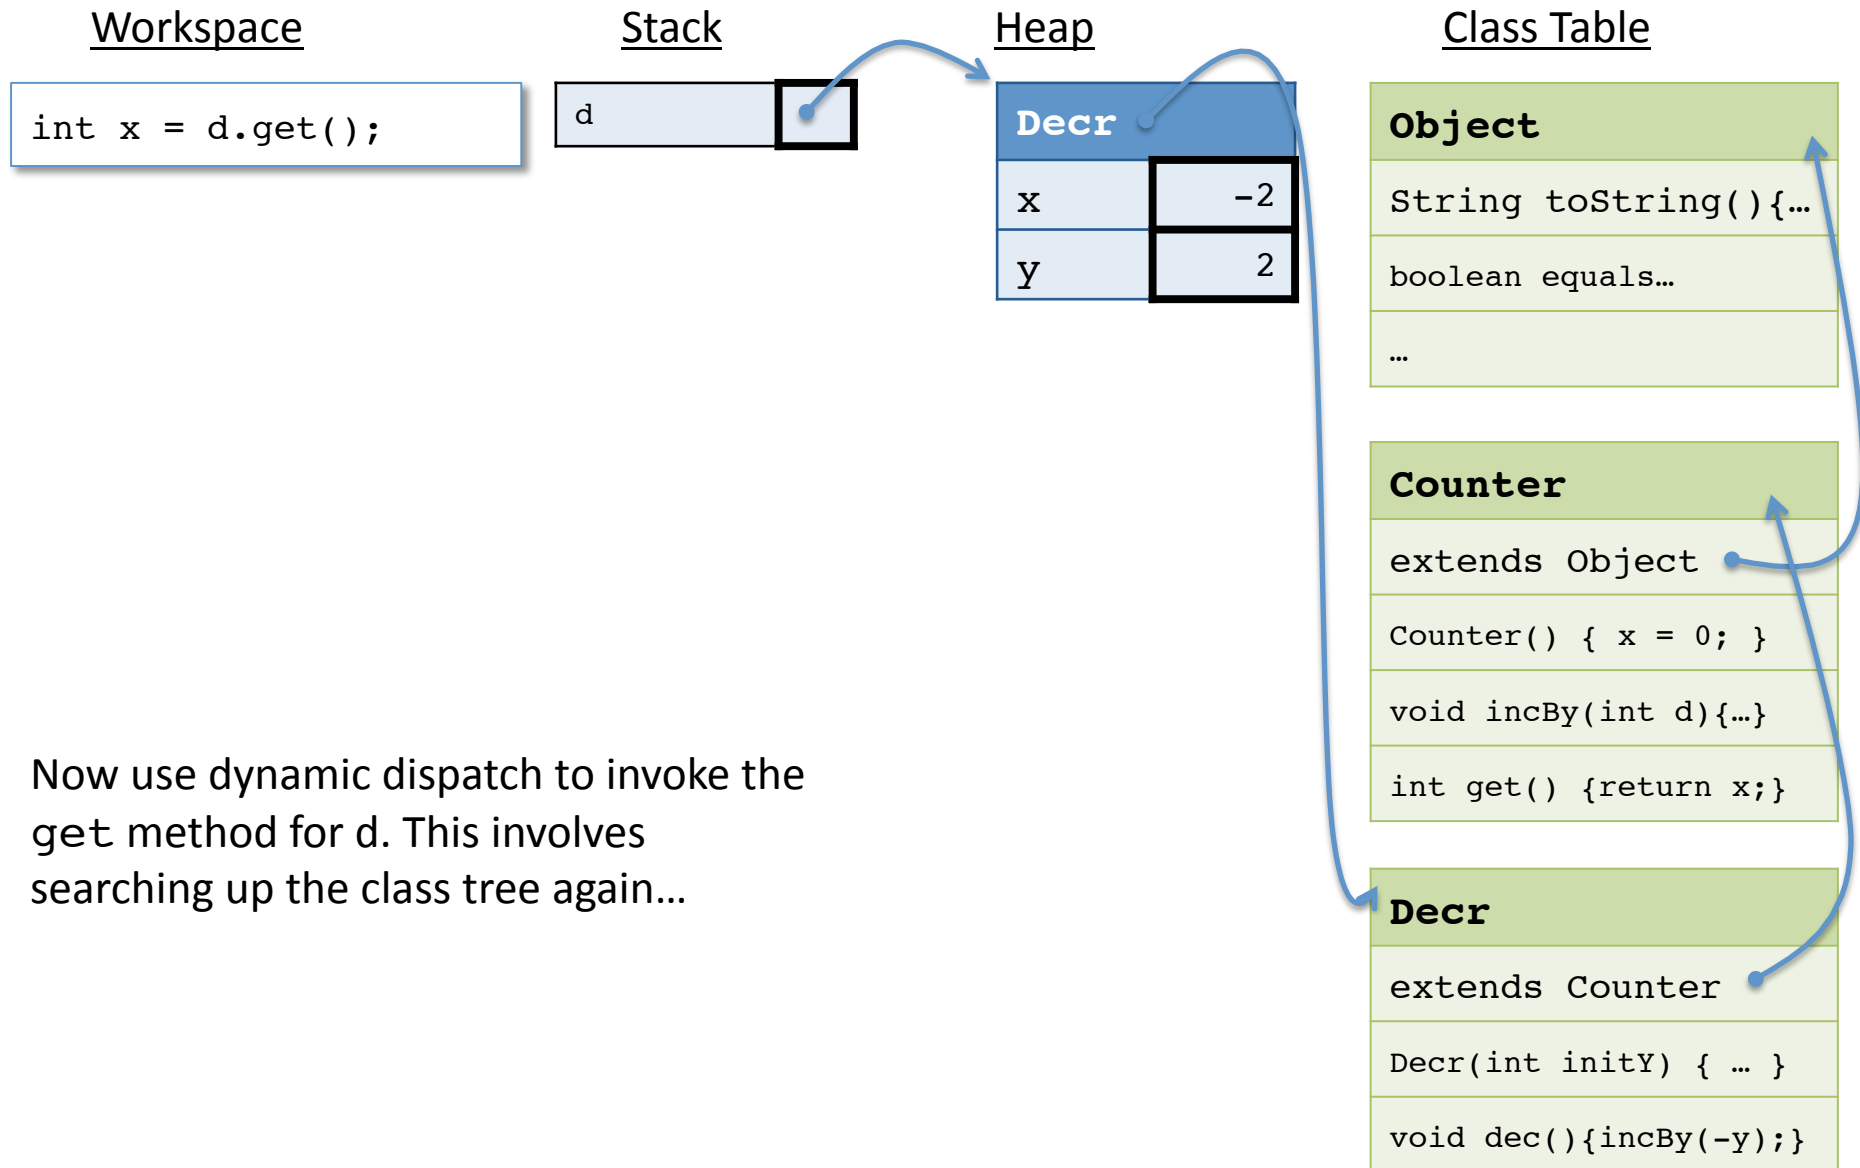 Workspace
Stack
Heap
Class Table
int x = d.get();
d
Decr
x -2
y 2
Object
String toString(){…
boolean equals…
…
Counter
extends Object
Counter() { x = 0; }
void incBy(int d){…}
int get() {return x;}
Decr
extends Counter
Decr(int initY) { … }
void dec(){incBy(-y);}
Now use dynamic dispatch to invoke the
get method for d. This involves
searching up the class tree again…